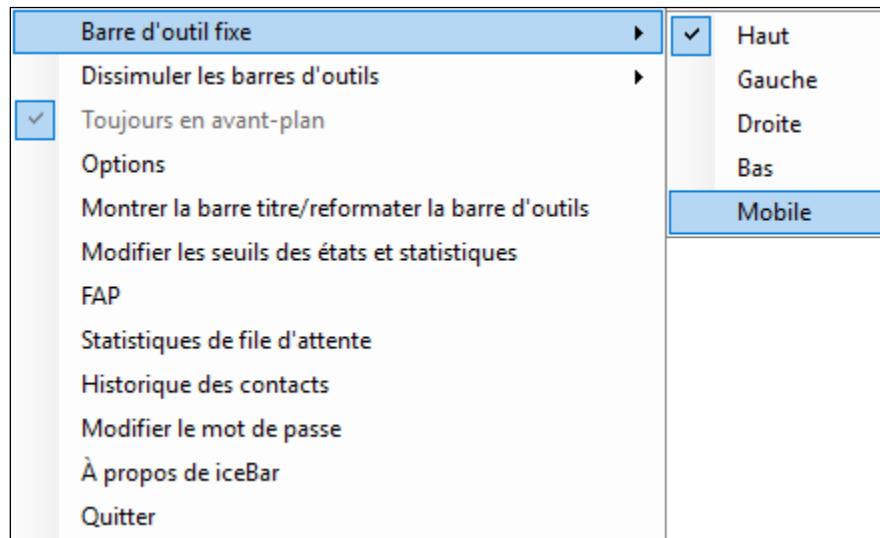 Barre d'outil fixe
Dissimuler les barres d'outils
Toujours en avant-plan
Options
Montrer la barre titre/reformater la barre d'outils
Modifier les seuils des états et statistiques
FAP
Statistiques de file d'attente
Historique des contacts
Modifier le mot de passe
À propos de iceBar
Quitter
Haut
Gauche
Droite
Bas
Mobile